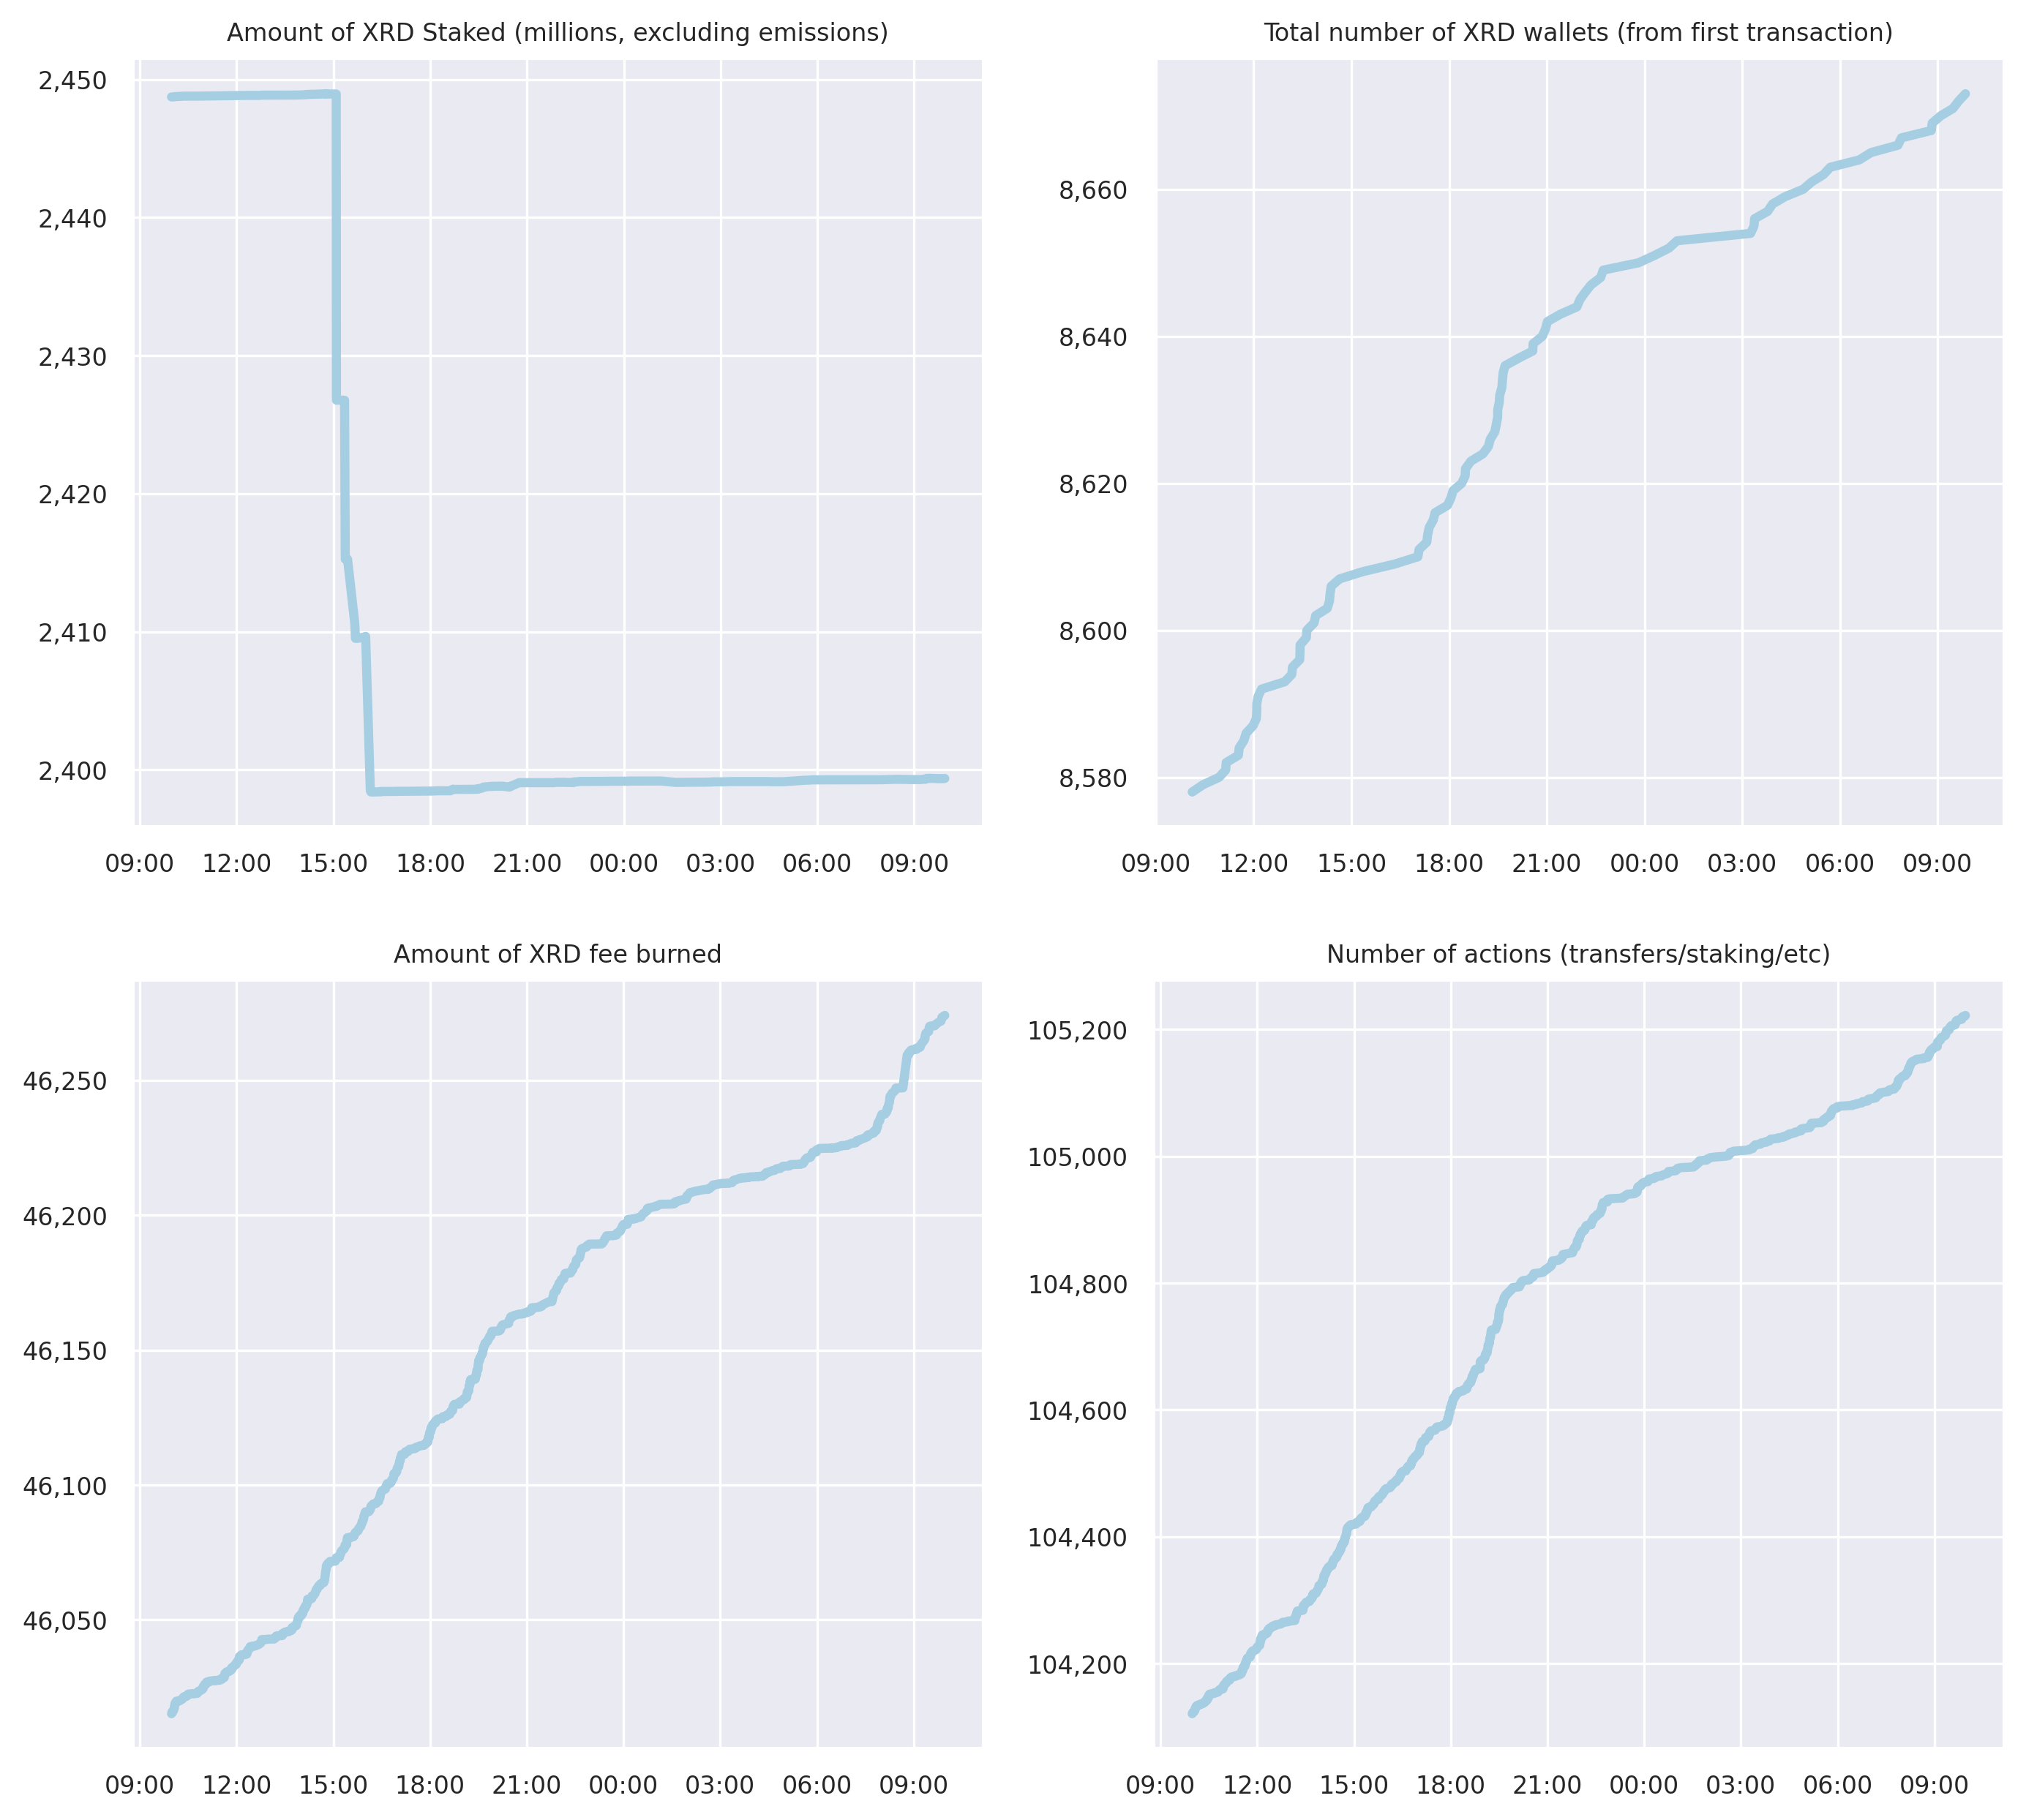 Amount of XRD Staked (millions, excluding emissions)
2,450
2,440
2,430
2,420
2,410
2,400
09:00 12:00 15:00 18:00 21:00 00:00 03:00 06:00 09:00
Total number of XRD wallets (from first transaction)
8,660
8,640
8,620
8,600
8,580
09:00 12:00 15:00 18:00 21:00 00:00 03:00 06:00 09:00
Amount of XRD fee burned
46,250
46,200
46,150
46,100
46,050
09:00 12:00 15:00 18:00 21:00 00:00 03:00 06:00 09:00
Number of actions (transfers/staking/etc)
105,200
105,000
104,800
104,600
104,400
104,200
09:00 12:00 15:00 18:00 21:00 00:00 03:00 06:00 09:00